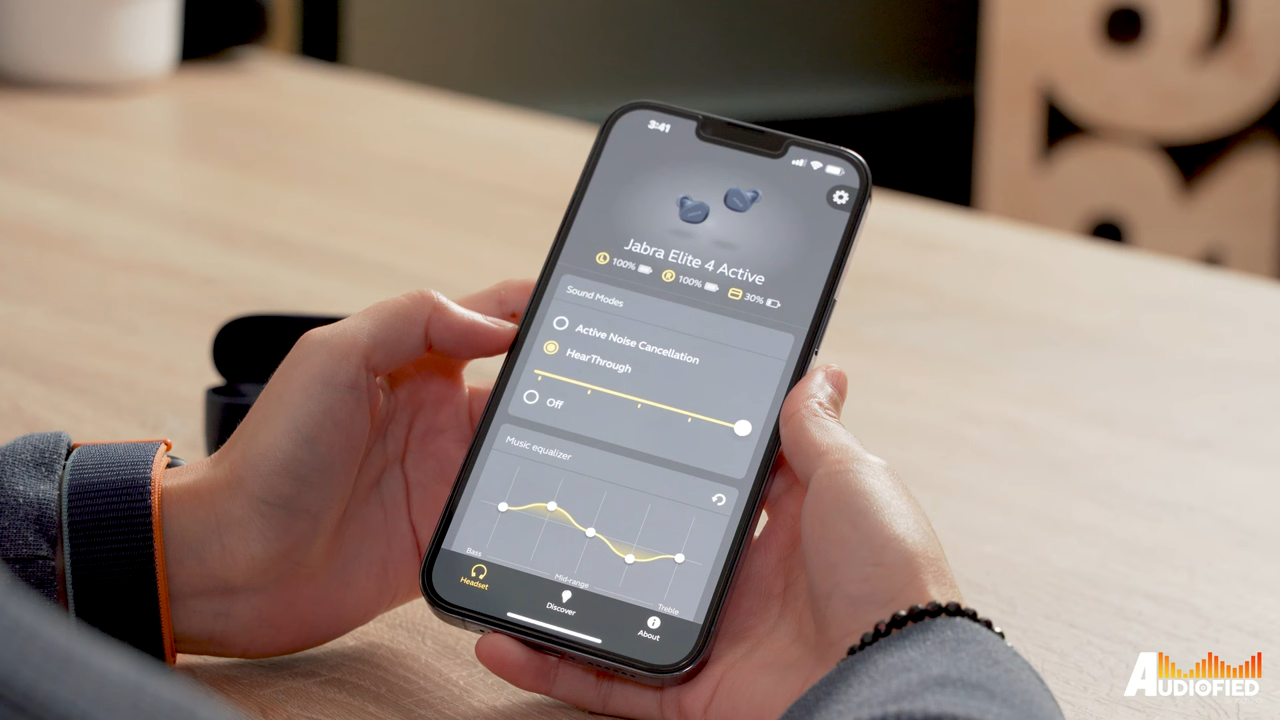 3:41
Jabra Elite 4 Active
L 100% R 100% 30%
Sound Modes
Active Noise Cancellation
HearThrough
Off
Music equalizer
Bass
Mid-range
Treble
Headset
Discover
About
AUDIOFIED